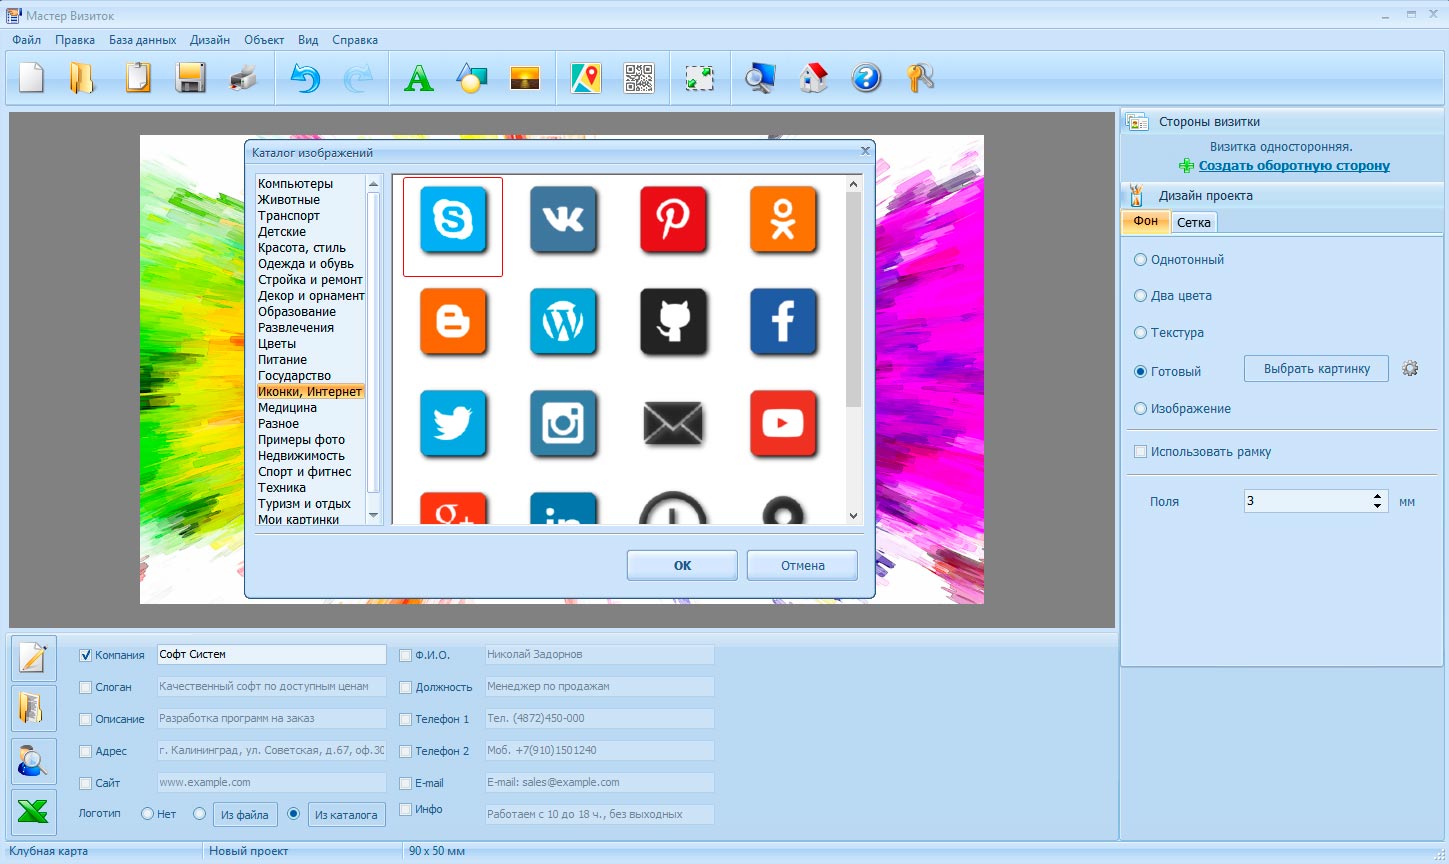 Мастер Визиток
Файл Правка База данных Дизайн Объект Вид Справка
Каталог изображений
Компьютеры
Животные
Транспорт
Детские
Красота, стиль
Одежда и обувь
Стройка и ремонт
Декор и орнамент
Образование
Развлечения
Цветы
Питание
Государство
Иконки, Интернет
Медицина
Разное
Примеры фото
Недвижимость
Спорт и фитнес
Техника
Туризм и отдых
Мои картинки
OK Отмена
Стороны визитки
Визитка односторонняя.
Создать оборотную сторону
Дизайн проекта
Фон Сетка
Однотонный
Два цвета
Текстура
Готовый Выбрать картинку
Изображение
Использовать рамку
Поля 3 мм
Компания Софт Систем Ф.И.О. Николай Задорнов
Слоган Качественный софт по доступным ценам Должность Менеджер по продажам
Описание Разработка программ на заказ Телефон 1 Тел. (4872)450-000
Адрес г. Калининград, ул. Советская, д.67, оф.30 Телефон 2 Моб. +7(910)1501240
Сайт www.example.com E-mail E-mail: sales@example.com
Логотип Нет Из файла Из каталога Инфо Работаем с 10 до 18 ч., без выходных
Клубная карта Новый проект 90 x 50 мм